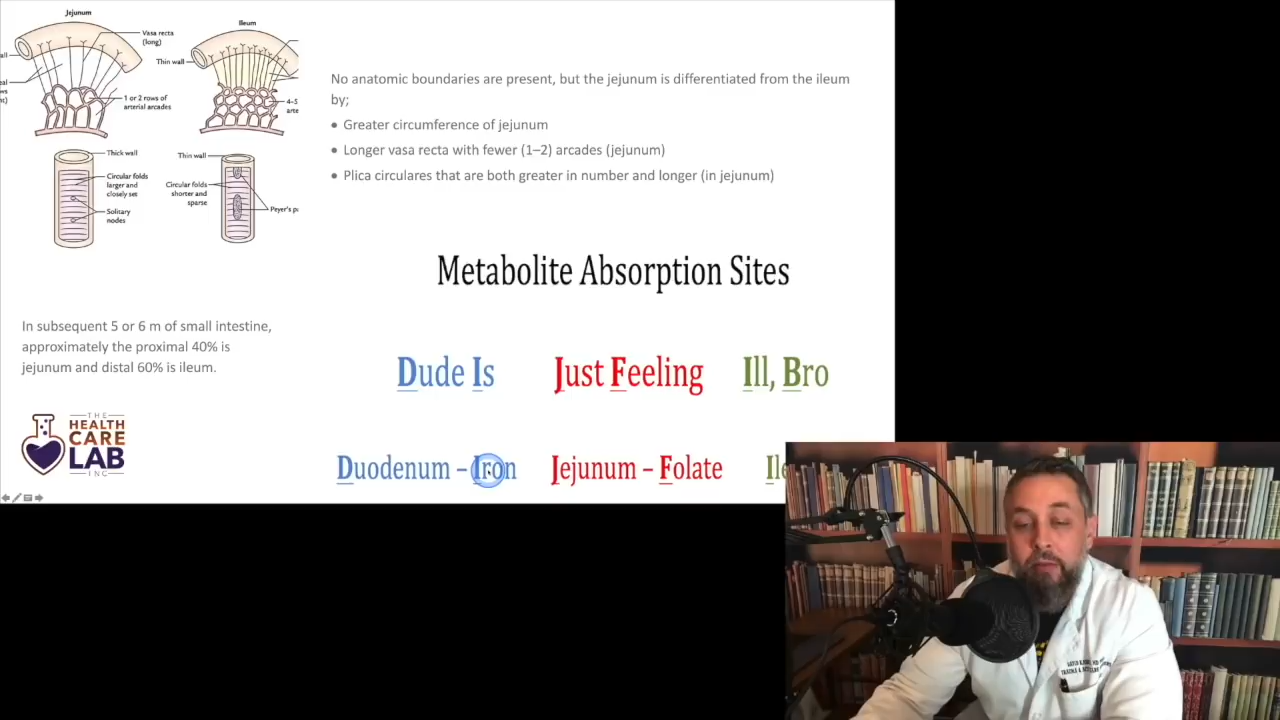 Jejunum
Vasa recta
(long)
1 or 2 rows of
arterial arcades
Ileum
Thin wall
4–5
Thick wall
Circular folds
larger and
closely set
Solitary
nodes
Thin wall
Circular folds
shorter and
sparse
Peyer's
No anatomic boundaries are present, but the jejunum is differentiated from the ileum
by;
• Greater circumference of jejunum
• Longer vasa recta with fewer (1–2) arcades (jejunum)
• Plica circulares that are both greater in number and longer (in jejunum)
Metabolite Absorption Sites
In subsequent 5 or 6 m of small intestine,
approximately the proximal 40% is
jejunum and distal 60% is ileum.
Dude Is Just Feeling Ill, Bro
THE
HEALTH
CARE
LAB
INC
Duodenum – Iron Jejunum – Folate